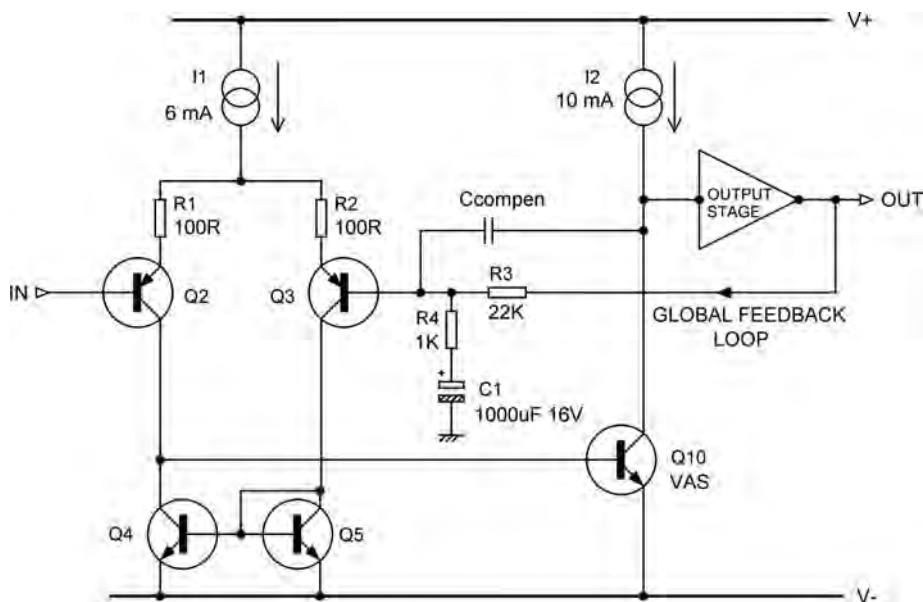 V+
I1
6 mA
I2
10 mA
R1
100R
R2
100R
Ccompen
OUTPUT
STAGE
OUT
IN
Q2
Q3
R3
22K
GLOBAL FEEDBACK
LOOP
R4
1K
+
C1
1000uF 16V
Q10
VAS
Q4
Q5
V-